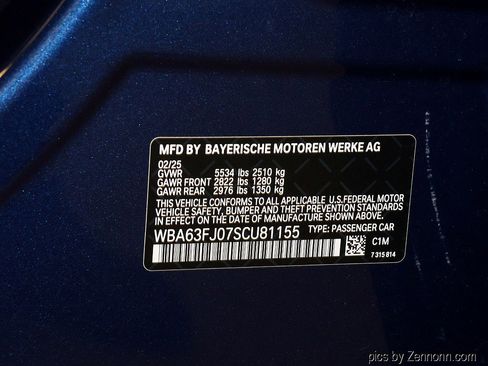 MFD BY BAYERISCHE MOTOREN WERKE AG
02/25
GVWR 5534 lbs 2510 kg
GAWR FRONT 2822 lbs 1280 kg
GAWR REAR 2976 lbs 1350 kg
THIS VEHICLE CONFORMS TO ALL APPLICABLE U.S.FEDERAL MOTOR
VEHICLE SAFETY, BUMPER, AND THEFT PREVENTION STANDARDS
IN EFFECT ON THE DATE OF MANUFACTURE SHOWN ABOVE.
WBA63FJ07SCU81155 TYPE: PASSENGER CAR
C1M
7 315 814
pics by Zennonn.com